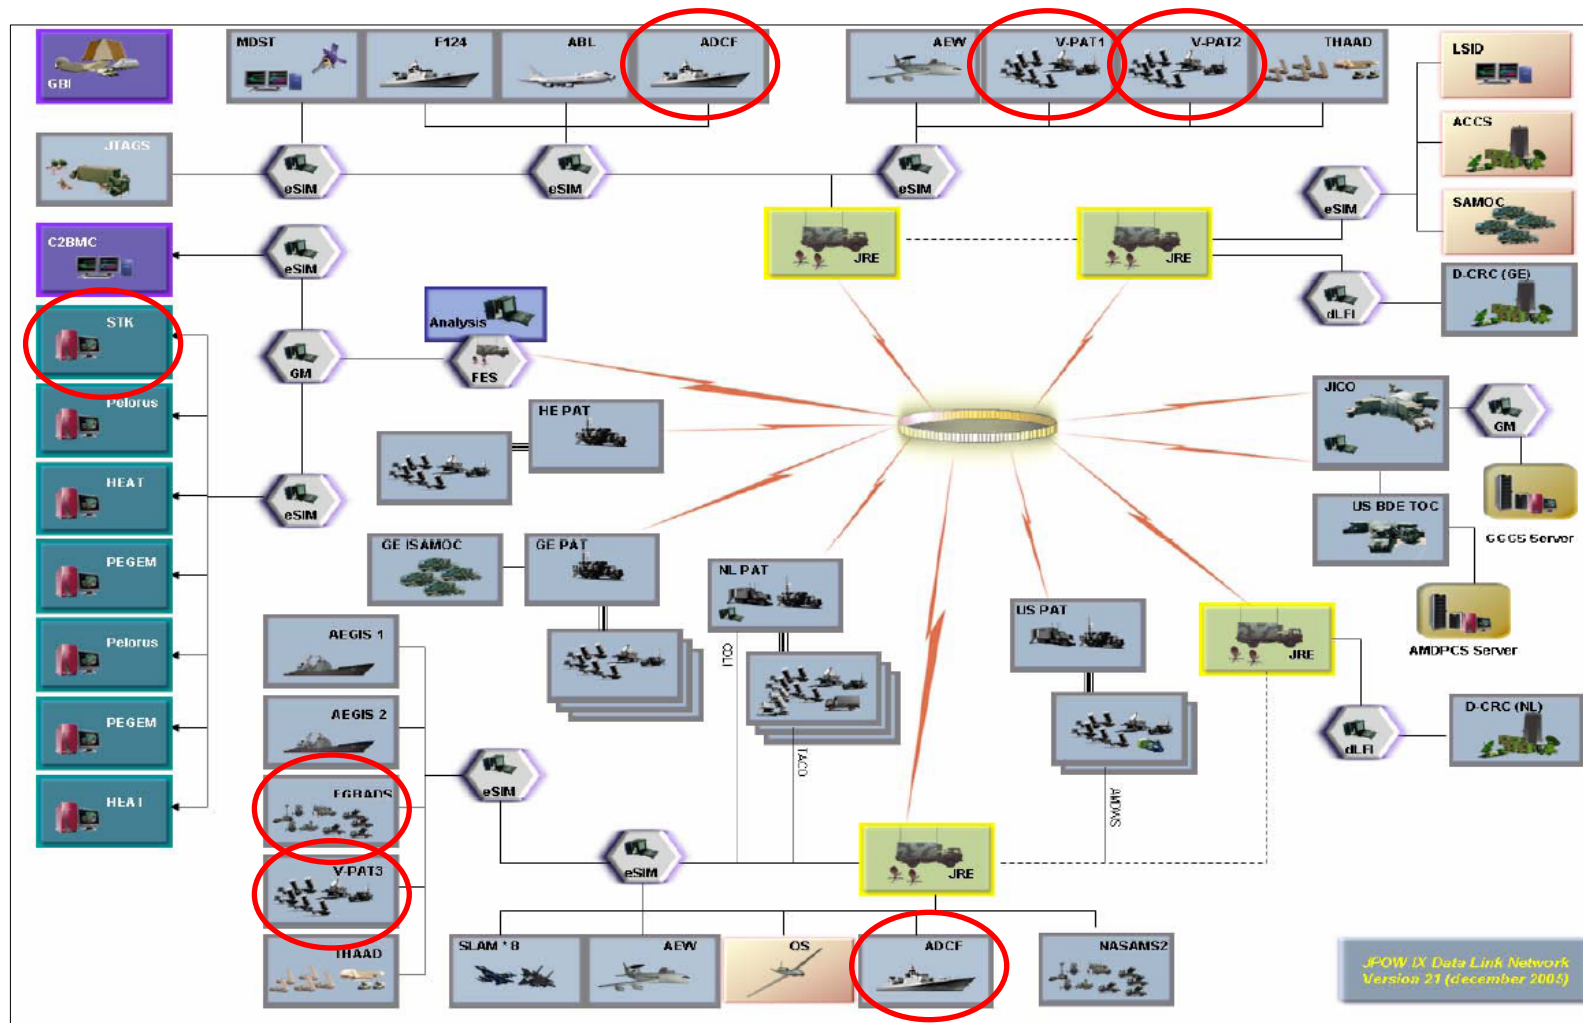 GBI
MDST
F124
ABL
ADCF
AEW
V-PAT1
V-PAT2
THAAD
LSID
JTAGS
eSIM
eSIM
eSIM
ACCS
eSIM
SAMOC
C2BMC
eSIM
JRE
JRE
D-CRC (GE)
dLFI
STK
Analysis
GM
FES
Pelorus
HE PAT
JICO
GM
HEAT
eSIM
US BDE TOC
GCCS Server
PEGEM
GE ISAMOC
GE PAT
NL PAT
US PAT
JRE
AMDPCS Server
Pelorus
AEGIS 1
CDLI
PEGEM
AEGIS 2
D-CRC (NL)
dLFI
TACO
AMDWS
HEAT
eSIM
FGBADS
V-PAT3
eSIM
JRE
THAAD
SLAM * 8
AEW
OS
ADCF
NASAMS2
JPOW IX Data Link Network
Version 21 (december 2005)